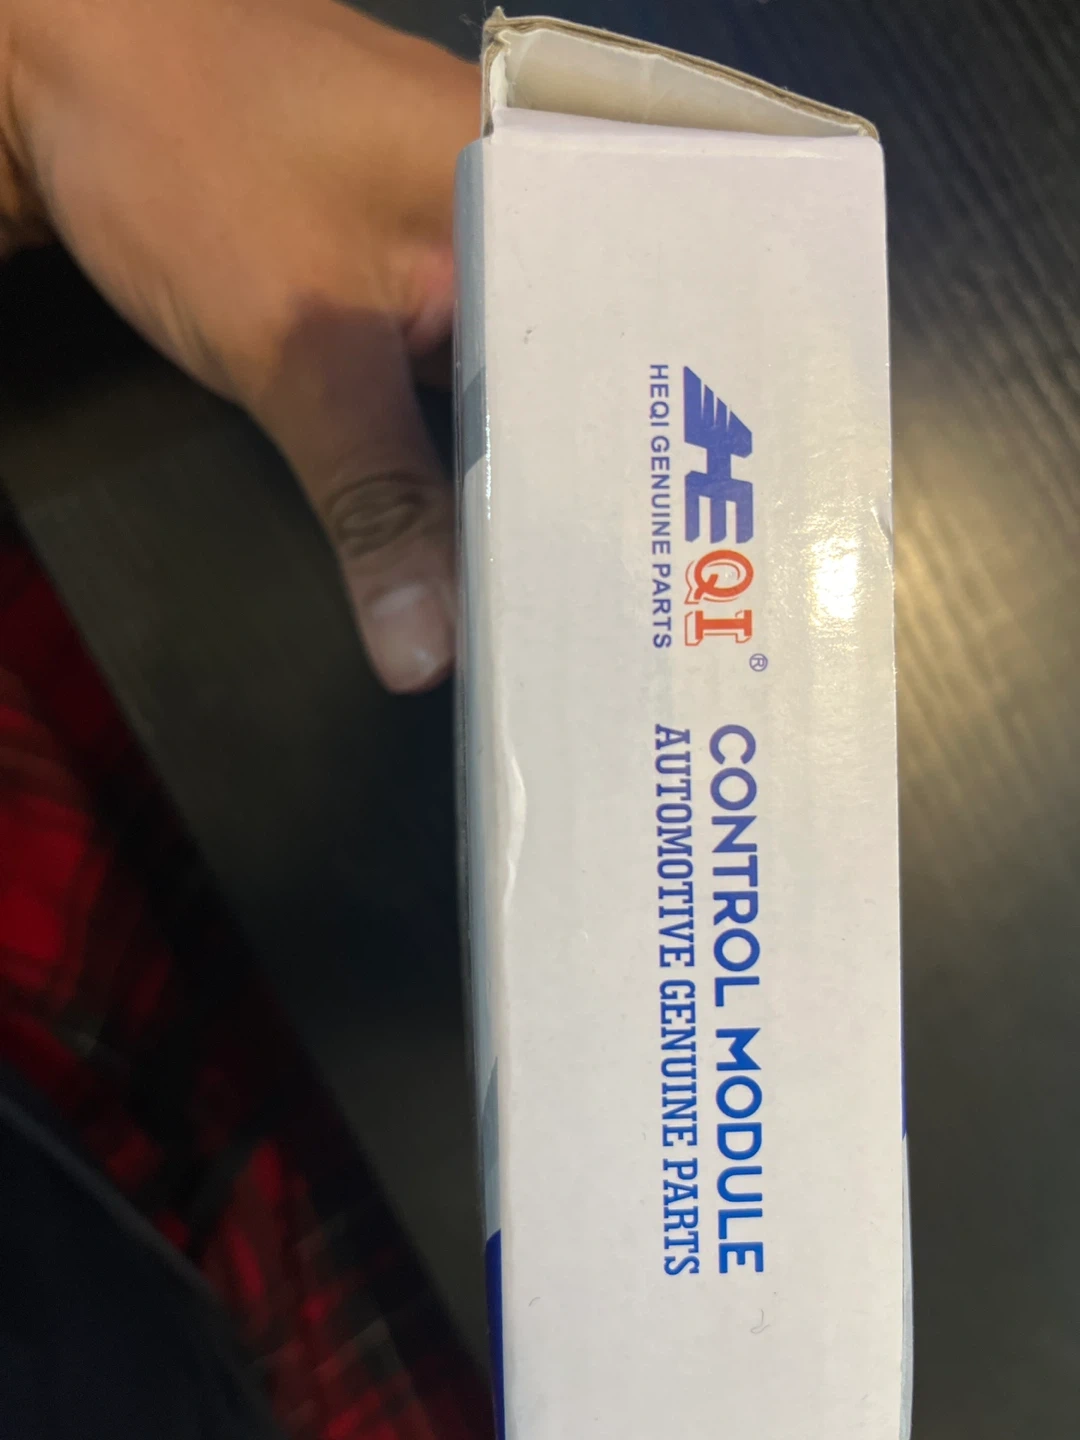 HEQI®
HEQI GENUINE PARTS
CONTROL MODULE
AUTOMOTIVE GENUINE PARTS